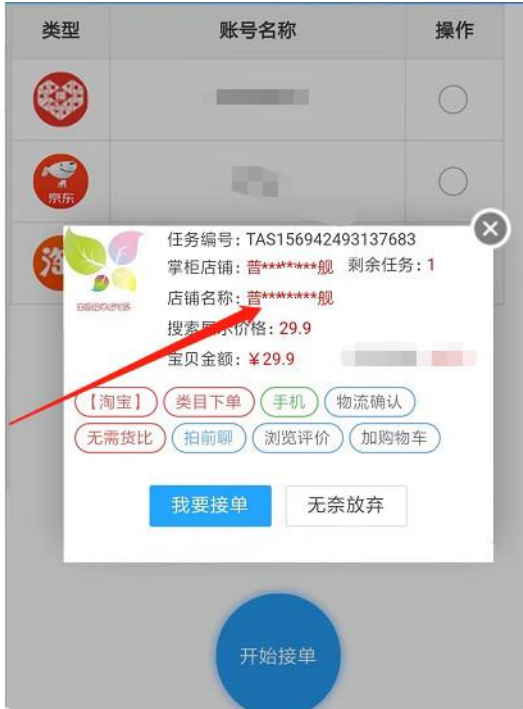 类型 账号名称 操作
京东
淘
任务编号: TAS156942493137683
掌柜店铺: 普*******舰 剩余任务: 1
店铺名称: 普*******舰
搜索展示价格: 29.9
宝贝金额: ¥29.9
【淘宝】 类目下单 手机 物流确认
无需货比 拍前聊 浏览评价 加购物车
我要接单 无奈放弃
开始接单